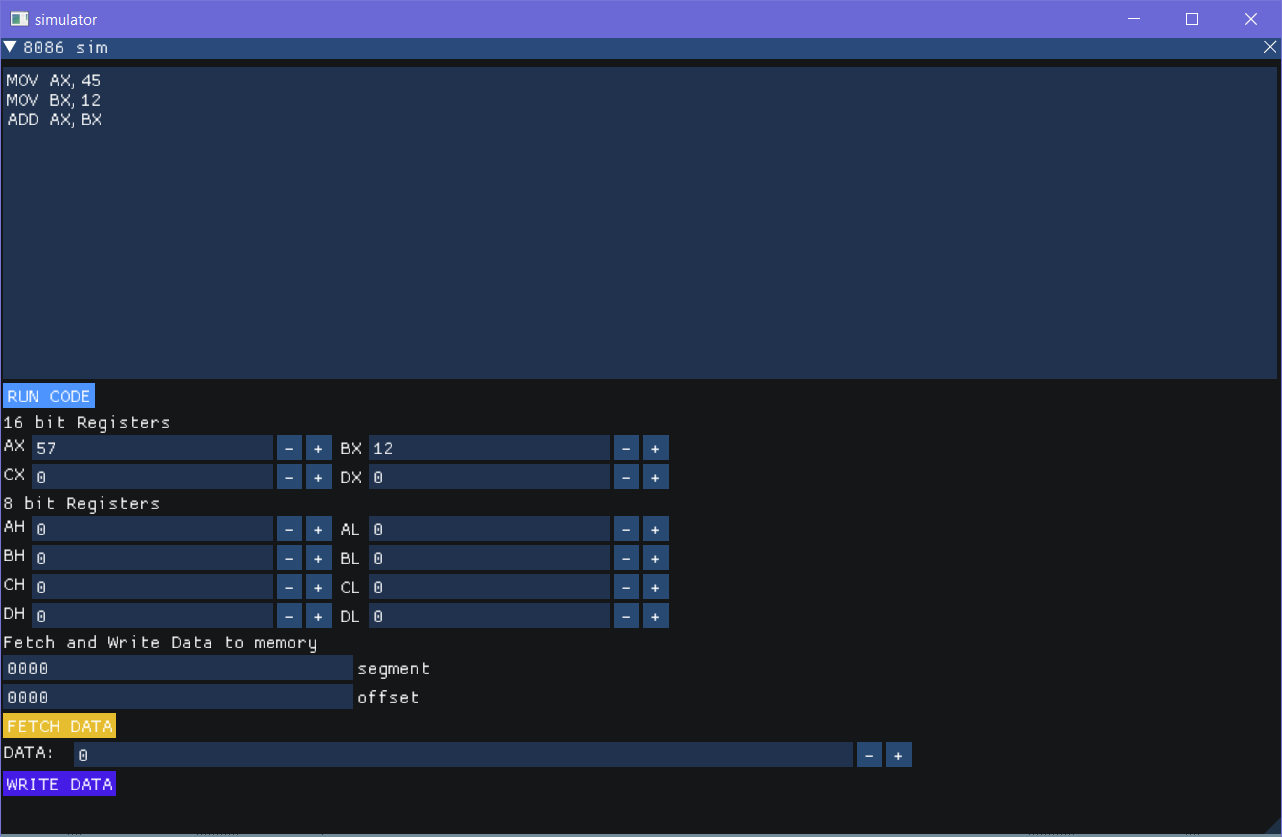 simulator
8086 sim
MOV AX, 45
MOV BX, 12
ADD AX, BX
RUN CODE
16 bit Registers
AX 57 - + BX 12 - +
CX 0 - + DX 0 - +
8 bit Registers
AH 0 - + AL 0 - +
BH 0 - + BL 0 - +
CH 0 - + CL 0 - +
DH 0 - + DL 0 - +
Fetch and Write Data to memory
0000 segment
0000 offset
FETCH DATA
DATA: 0 - +
WRITE DATA